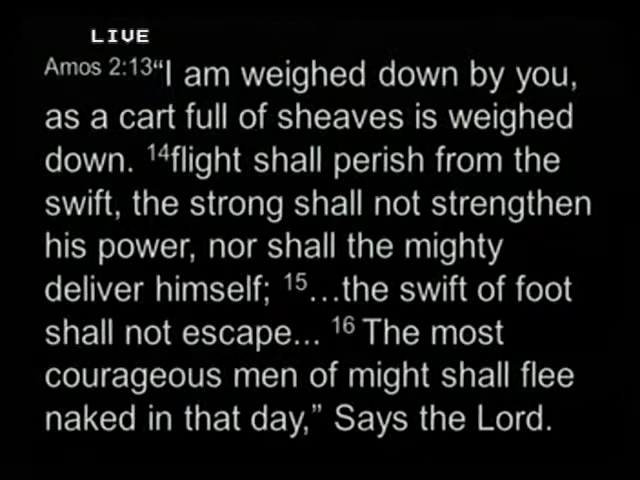 LIVE
Amos 2:13“I am weighed down by you,
as a cart full of sheaves is weighed
down. 14flight shall perish from the
swift, the strong shall not strengthen
his power, nor shall the mighty
deliver himself; 15…the swift of foot
shall not escape... 16 The most
courageous men of might shall flee
naked in that day,” Says the Lord.